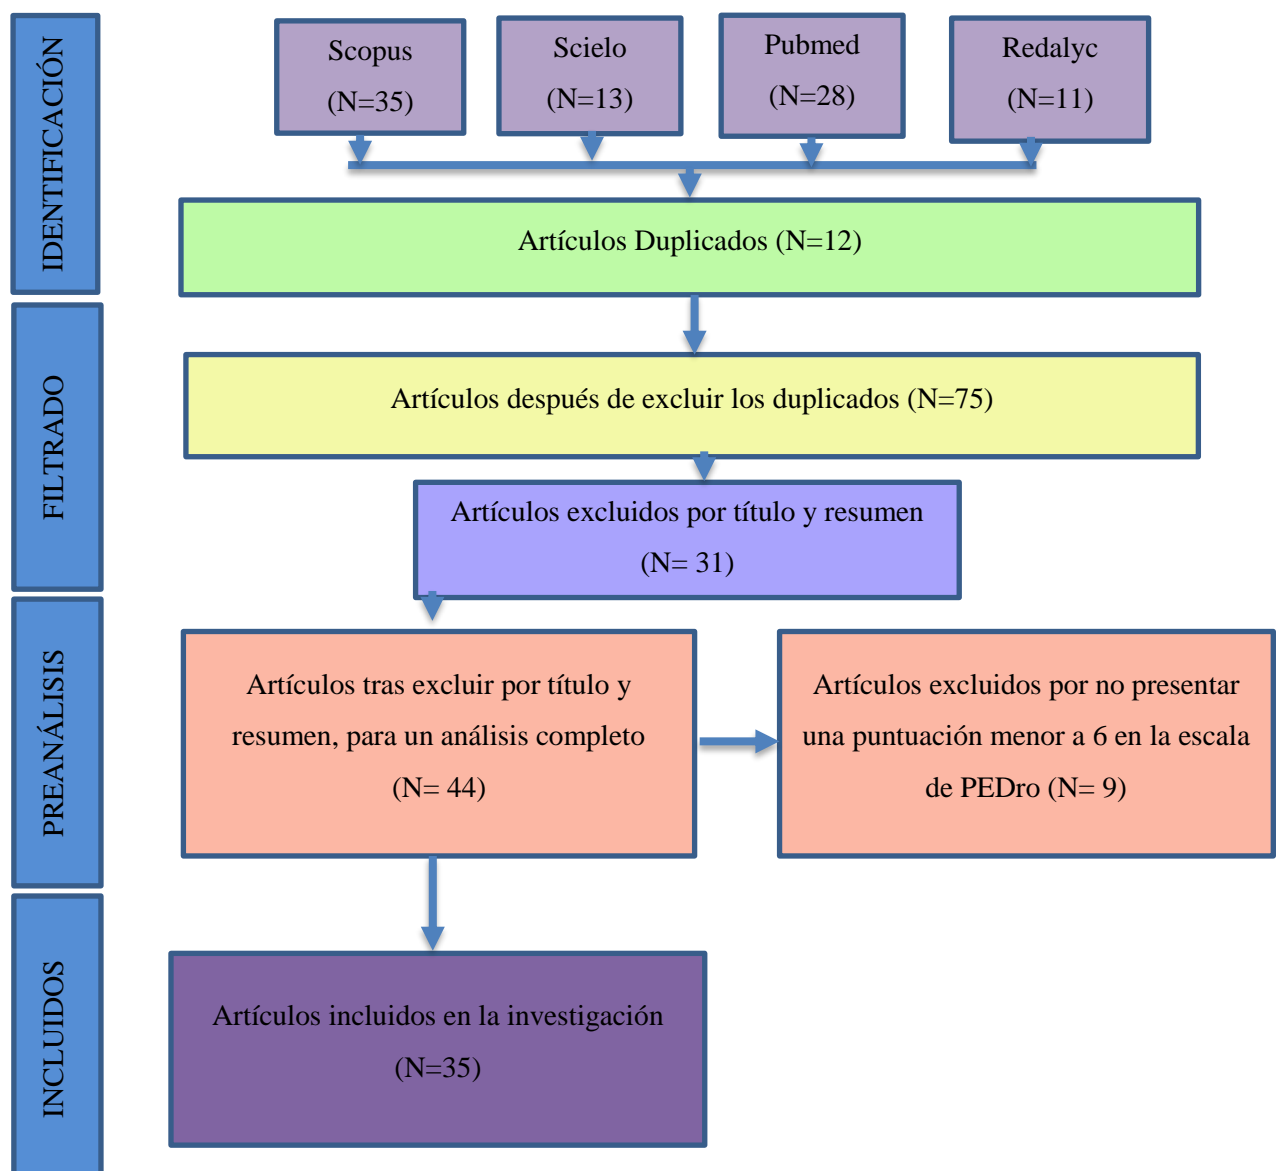 IDENTIFICACIÓN
Scopus
(N=35)
Scielo
(N=13)
Pubmed
(N=28)
Redalyc
(N=11)
Artículos Duplicados (N=12)
FILTRADO
Artículos después de excluir los duplicados (N=75)
Artículos excluidos por título y resumen
(N= 31)
PREANÁLISIS
Artículos tras excluir por título y
resumen, para un análisis completo
(N= 44)
Artículos excluidos por no presentar
una puntuación menor a 6 en la escala
de PEDro (N= 9)
INCLUIDOS
Artículos incluidos en la investigación
(N=35)